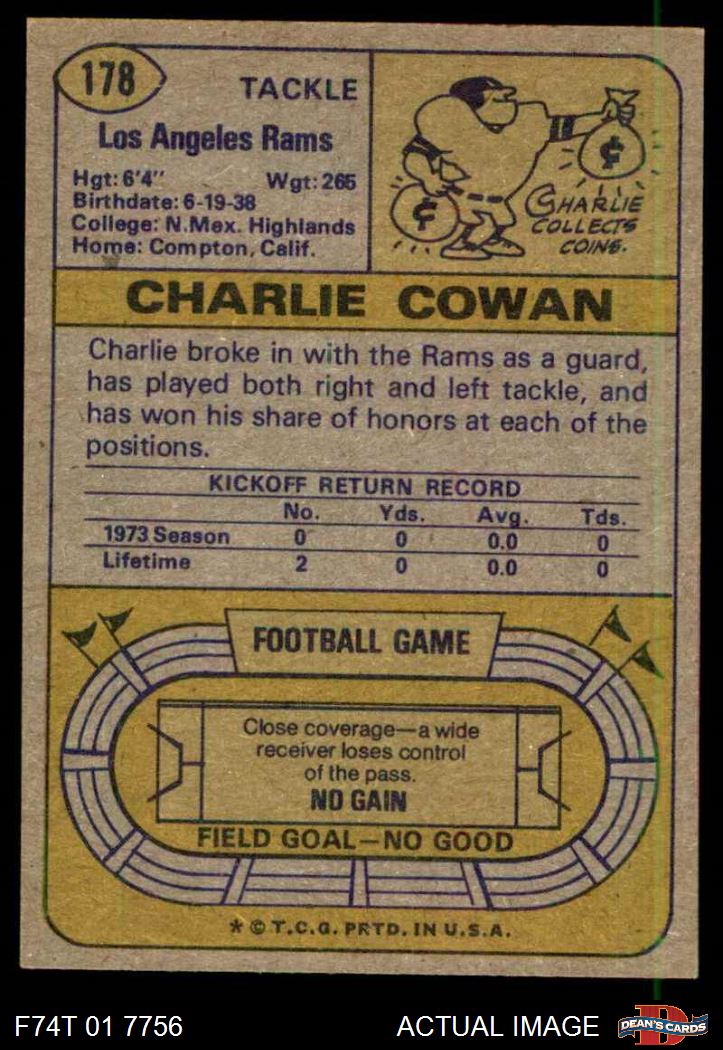 178
TACKLE
Los Angeles Rams
Hgt: 6'4" Wgt: 265
Birthdate: 6-19-38
College: N.Mex. Highlands
Home: Compton, Calif.
¢
¢
CHARLIE
COLLECTS
COINS.
CHARLIE COWAN
Charlie broke in with the Rams as a guard,
has played both right and left tackle, and
has won his share of honors at each of the
positions.
KICKOFF RETURN RECORD
No. Yds. Avg. Tds.
1973 Season 0 0 0.0 0
Lifetime 2 0 0.0 0
FOOTBALL GAME
Close coverage—a wide
receiver loses control
of the pass.
NO GAIN
FIELD GOAL—NO GOOD
* © T.C.G. PRTD. IN U.S.A.
F74T 01 7756 ACTUAL IMAGE
D
DEAN'S CARDS